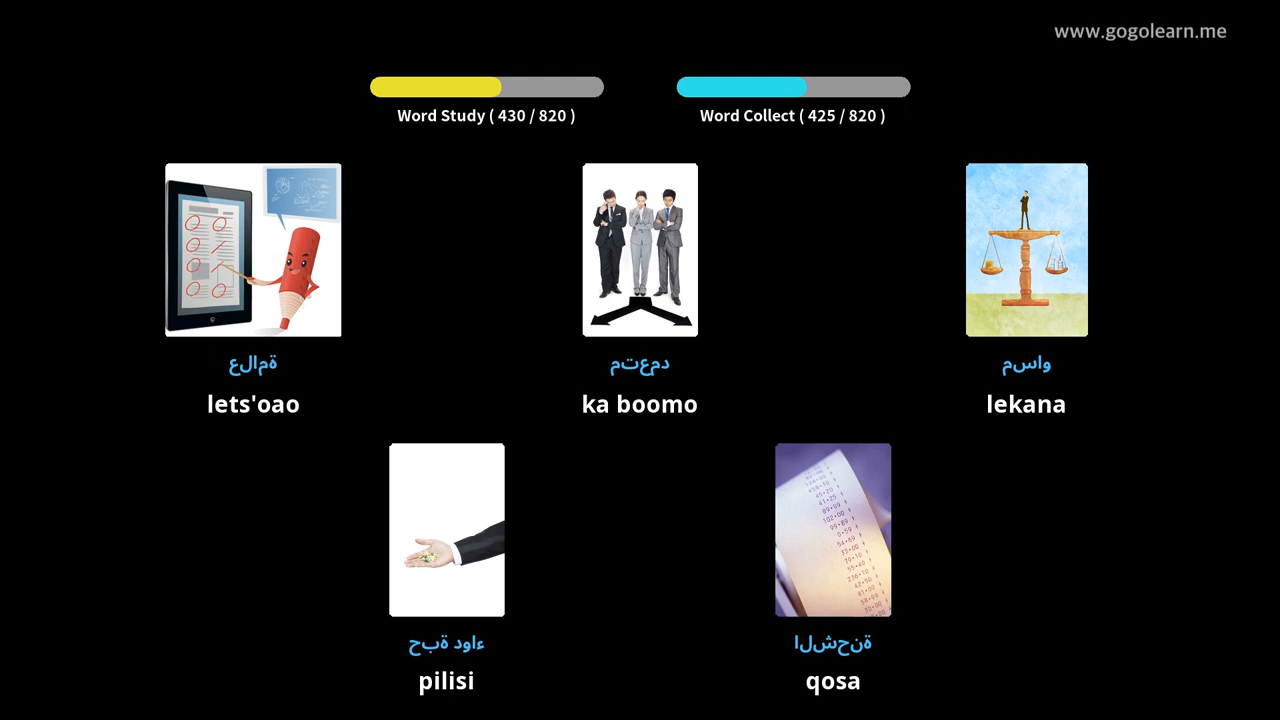 www.gogolearn.me
Word Study ( 430 / 820 )
Word Collect ( 425 / 820 )
علامة
متعمد
مساو
lets'oao
ka boomo
lekana
حبة دواء
الشحنة
pilisi
qosa